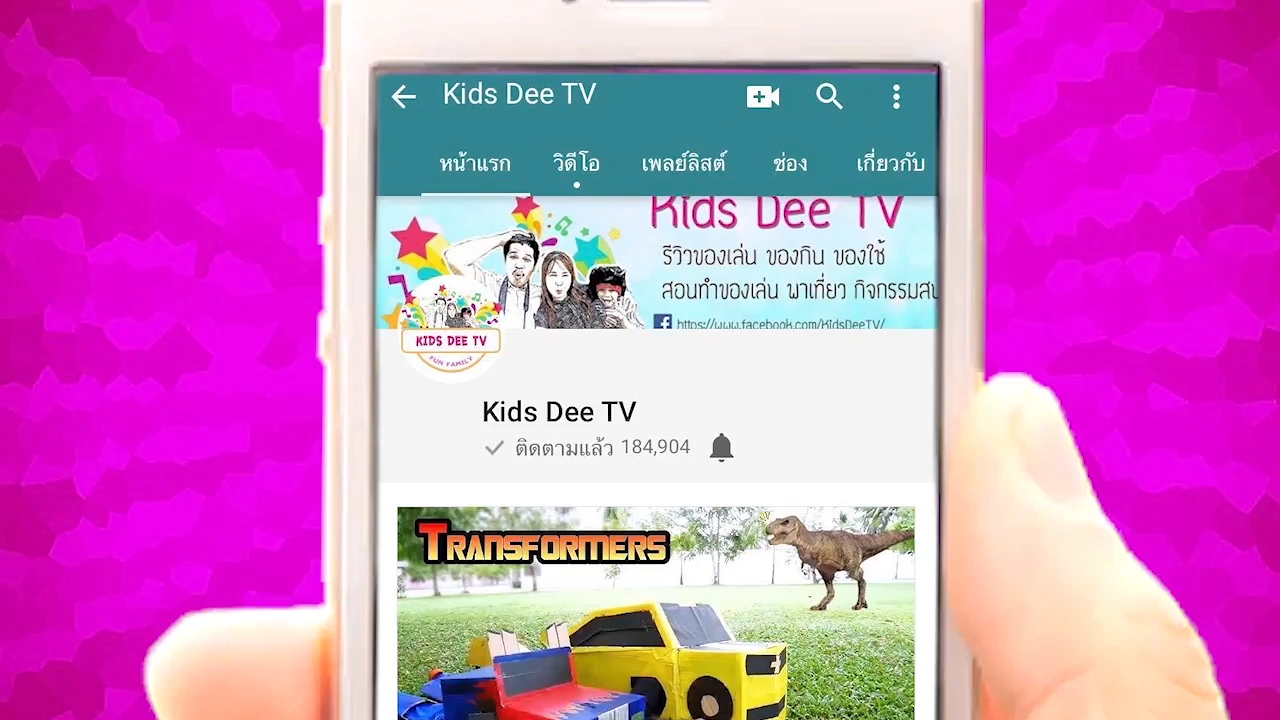 Kids Dee TV
หน้าแรก วิดีโอ เพลย์ลิสต์ ช่อง เกี่ยวกับ
Kids Dee TV
รีวิวของเล่น ของกิน ของใช้
สอนทำของเล่น พาเที่ยว กิจกรรมสน
https://www.facebook.com/KidsDeeTV/
KIDS DEE TV
FUN FAMILY
Kids Dee TV
ติดตามแล้ว 184,904
TRANSFORMERS